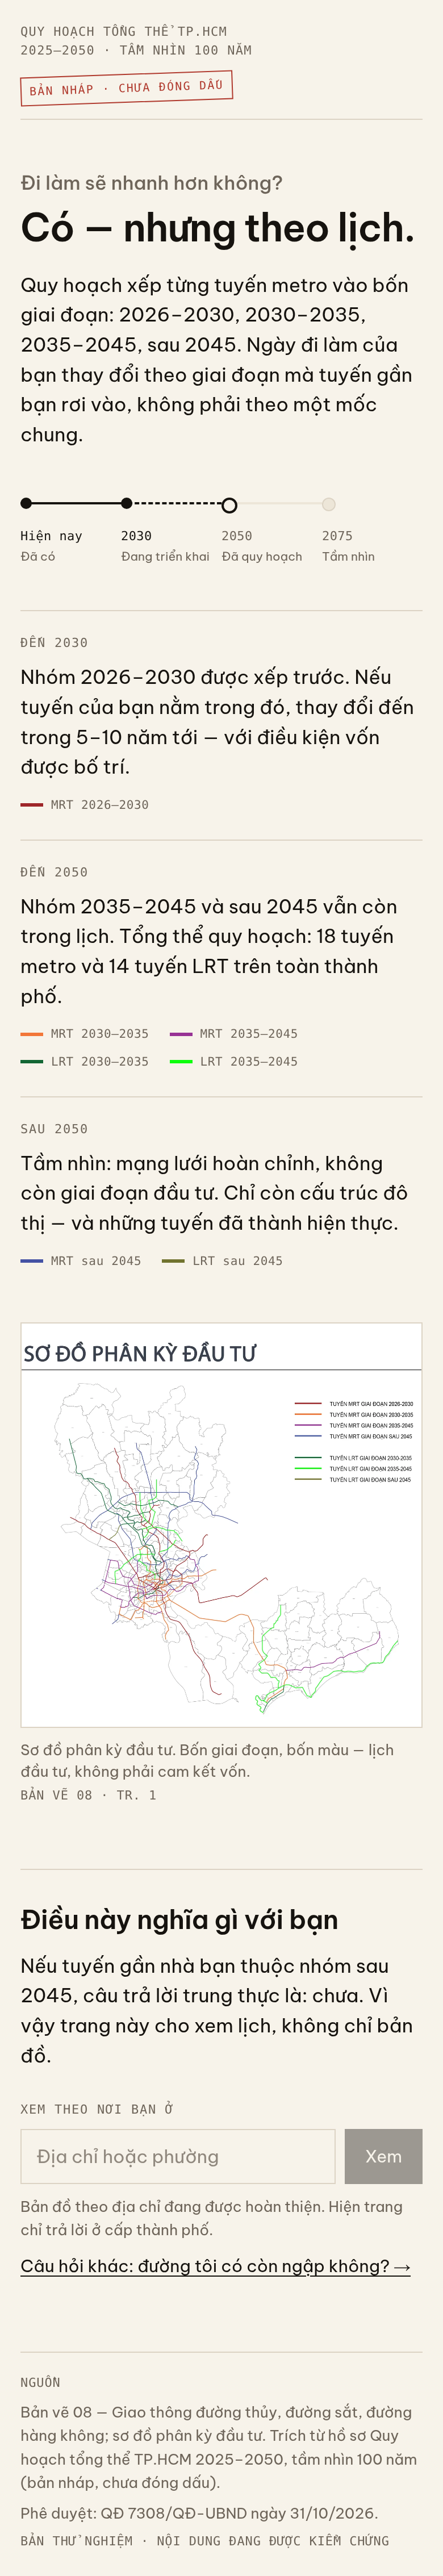 QUY HOẠCH TỔNG THỂ TP.HCM
2025–2050 · TẦM NHÌN 100 NĂM
BẢN NHÁP · CHƯA ĐÓNG DẤU
Đi làm sẽ nhanh hơn không?
Có — nhưng theo lịch.
Quy hoạch xếp từng tuyến metro vào bốn
giai đoạn: 2026–2030, 2030–2035,
2035–2045, sau 2045. Ngày đi làm của
bạn thay đổi theo giai đoạn mà tuyến gần
bạn rơi vào, không phải theo một mốc
chung.
Hiện nay 2030 2050 2075
Đã có Đang triển khai Đã quy hoạch Tầm nhìn
ĐẾN 2030
Nhóm 2026–2030 được xếp trước. Nếu
tuyến của bạn nằm trong đó, thay đổi đến
trong 5–10 năm tới — với điều kiện vốn
được bố trí.
MRT 2026–2030
ĐẾN 2050
Nhóm 2035–2045 và sau 2045 vẫn còn
trong lịch. Tổng thể quy hoạch: 18 tuyến
metro và 14 tuyến LRT trên toàn thành
phố.
MRT 2030–2035 MRT 2035–2045
LRT 2030–2035 LRT 2035–2045
SAU 2050
Tầm nhìn: mạng lưới hoàn chỉnh, không
còn giai đoạn đầu tư. Chỉ còn cấu trúc đô
thị — và những tuyến đã thành hiện thực.
MRT sau 2045 LRT sau 2045
SƠ ĐỒ PHÂN KỲ ĐẦU TƯ
TUYẾN MRT GIAI ĐOẠN 2026-2030
TUYẾN MRT GIAI ĐOẠN 2030-2035
TUYẾN MRT GIAI ĐOẠN 2035-2045
TUYẾN MRT GIAI ĐOẠN SAU 2045
TUYẾN LRT GIAI ĐOẠN 2030-2035
TUYẾN LRT GIAI ĐOẠN 2035-2045
TUYẾN LRT GIAI ĐOẠN SAU 2045
Sơ đồ phân kỳ đầu tư. Bốn giai đoạn, bốn màu — lịch
đầu tư, không phải cam kết vốn.
BẢN VẼ 08 · TR. 1
Điều này nghĩa gì với bạn
Nếu tuyến gần nhà bạn thuộc nhóm sau
2045, câu trả lời trung thực là: chưa. Vì
vậy trang này cho xem lịch, không chỉ bản
đồ.
XEM THEO NƠI BẠN Ở
Địa chỉ hoặc phường Xem
Bản đồ theo địa chỉ đang được hoàn thiện. Hiện trang
chỉ trả lời ở cấp thành phố.
Câu hỏi khác: đường tôi có còn ngập không? →
NGUỒN
Bản vẽ 08 — Giao thông đường thủy, đường sắt, đường
hàng không; sơ đồ phân kỳ đầu tư. Trích từ hồ sơ Quy
hoạch tổng thể TP.HCM 2025–2050, tầm nhìn 100 năm
(bản nháp, chưa đóng dấu).
Phê duyệt: QĐ 7308/QĐ-UBND ngày 31/10/2026.
BẢN THỬ NGHIỆM · NỘI DUNG ĐANG ĐƯỢC KIỂM CHỨNG